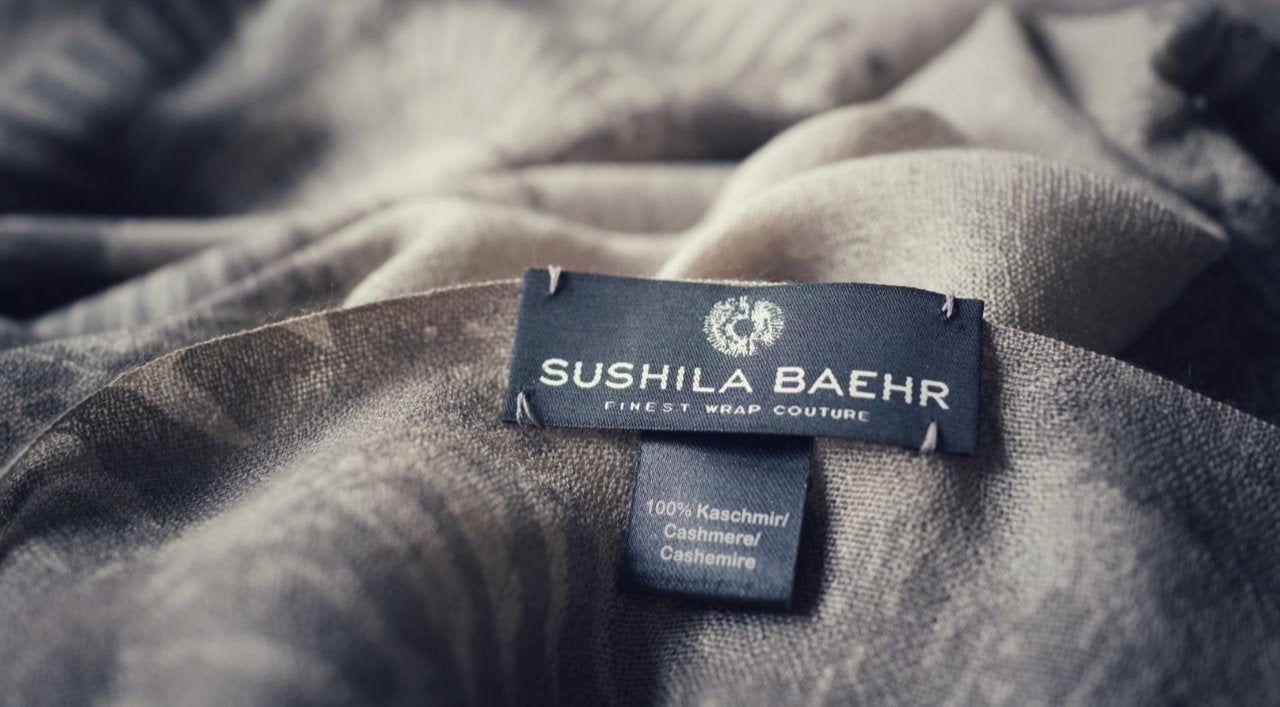 SUSHILA BAEHR
FINEST WRAP COUTURE
100% Kaschmir/
Cashmere/
Cashemire